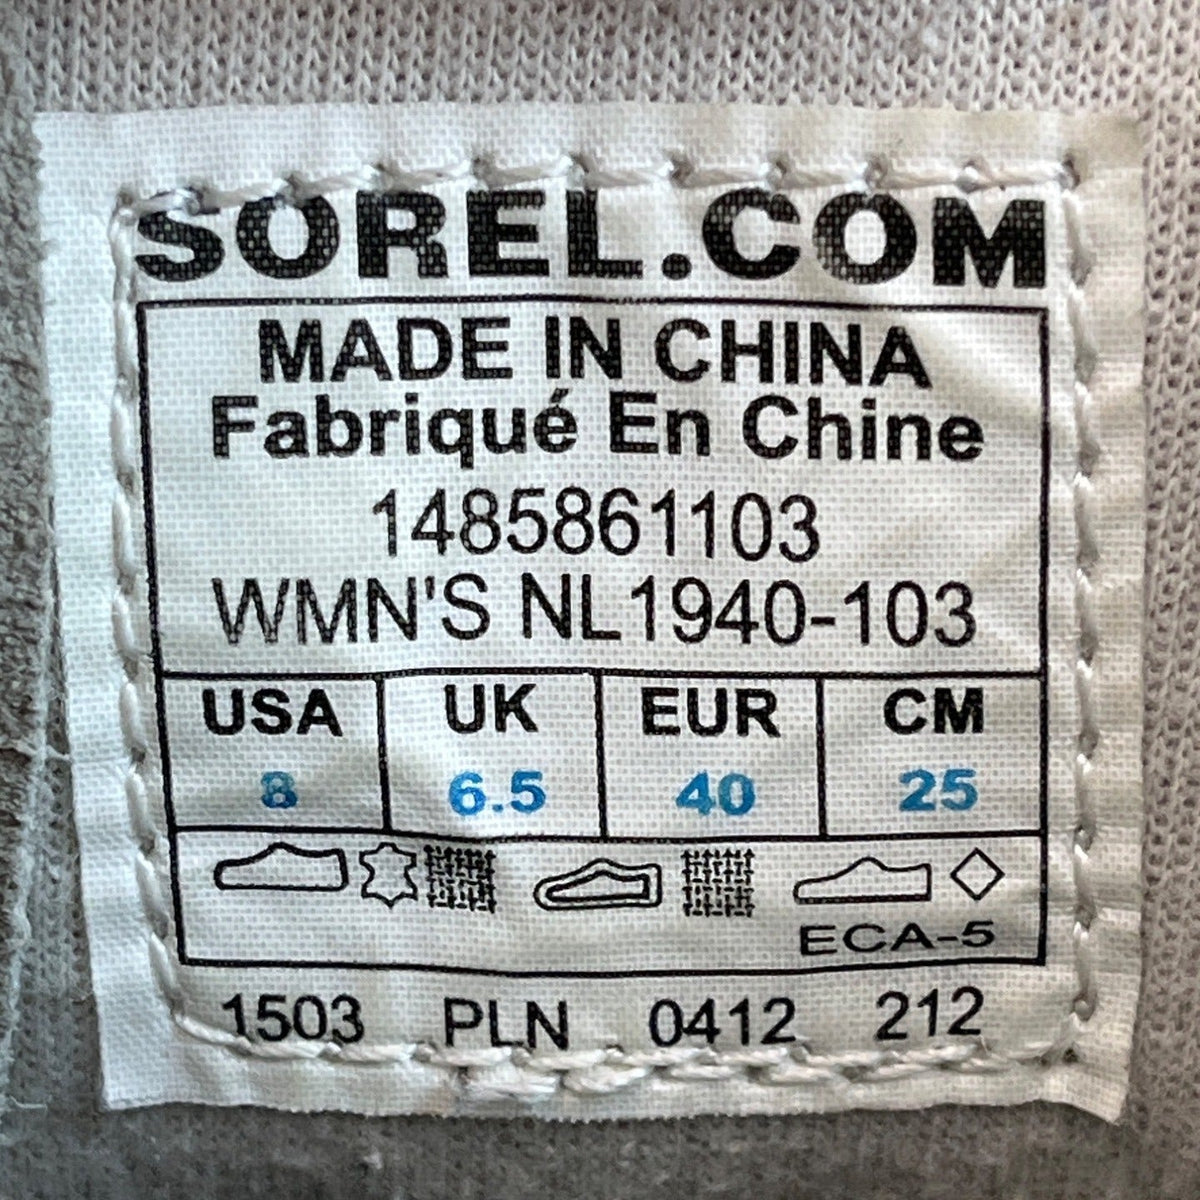 SOREL.COM
MADE IN CHINA
Fabriqué En Chine
1485861103
WMN'S NL1940-103
USA UK EUR CM
8 6.5 40 25
ECA-5
1503 PLN 0412 212